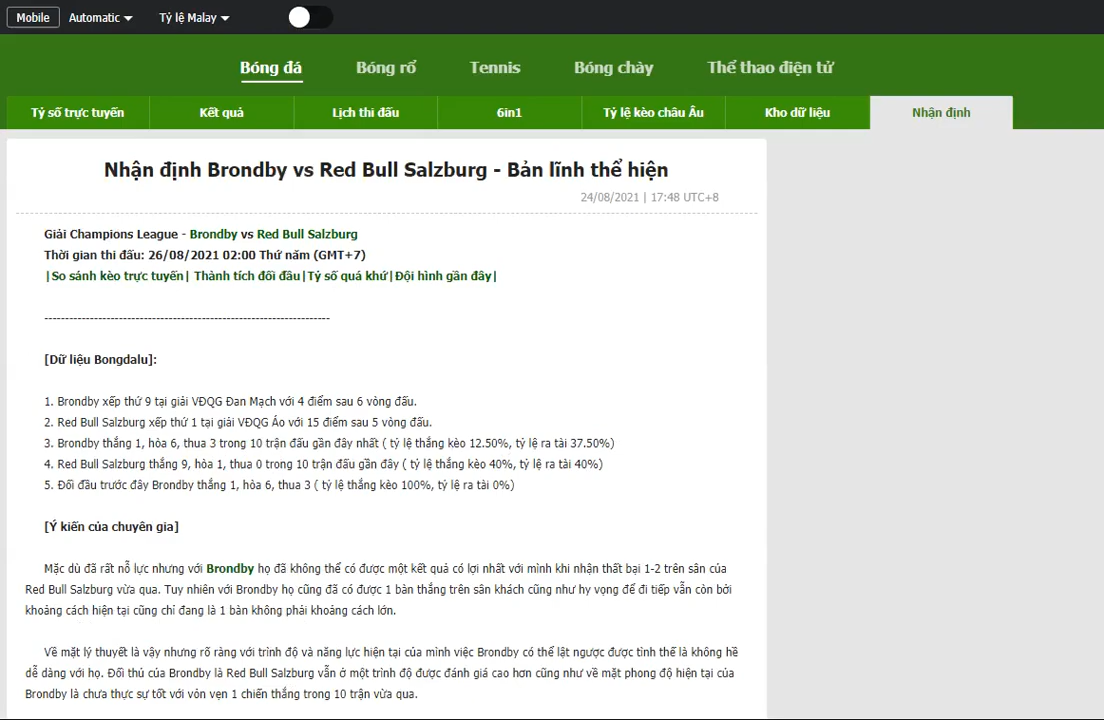 Mobile Automatic Tỷ lệ Malay
Bóng đá Bóng rổ Tennis Bóng chày Thể thao điện tử
Tỷ số trực tuyến Kết quả Lịch thi đấu 6in1 Tỷ lệ kèo châu Âu Kho dữ liệu Nhận định
Nhận định Brondby vs Red Bull Salzburg - Bản lĩnh thể hiện
24/08/2021 | 17:48 UTC+8
Giải Champions League - Brondby vs Red Bull Salzburg
Thời gian thi đấu: 26/08/2021 02:00 Thứ năm (GMT+7)
|So sánh kèo trực tuyến| Thành tích đối đầu|Tỷ số quá khứ|Đội hình gần đây|
--------------------------------------------------------------------
[Dữ liệu Bongdalu]:
1. Brondby xếp thứ 9 tại giải VĐQG Đan Mạch với 4 điểm sau 6 vòng đấu.
2. Red Bull Salzburg xếp thứ 1 tại giải VĐQG Áo với 15 điểm sau 5 vòng đấu.
3. Brondby thắng 1, hòa 6, thua 3 trong 10 trận đấu gần đây nhất ( tỷ lệ thắng kèo 12.50%, tỷ lệ ra tài 37.50%)
4. Red Bull Salzburg thắng 9, hòa 1, thua 0 trong 10 trận đấu gần đây ( tỷ lệ thắng kèo 40%, tỷ lệ ra tài 40%)
5. Đối đầu trước đây Brondby thắng 1, hòa 6, thua 3 ( tỷ lệ thắng kèo 100%, tỷ lệ ra tài 0%)
[Ý kiến của chuyên gia]
Mặc dù đã rất nỗ lực nhưng với Brondby họ đã không thể có được một kết quả có lợi nhất với mình khi nhận thất bại 1-2 trên sân của
Red Bull Salzburg vừa qua. Tuy nhiên với Brondby họ cũng đã có được 1 bàn thắng trên sân khách cũng như hy vọng để đi tiếp vẫn còn bởi
khoảng cách hiện tại cũng chỉ đang là 1 bàn không phải khoảng cách lớn.
Về mặt lý thuyết là vậy nhưng rõ ràng với trình độ và năng lực hiện tại của mình việc Brondby có thể lật ngược được tình thế là không hề
dễ dàng với họ. Đối thủ của Brondby là Red Bull Salzburg vẫn ở một trình độ được đánh giá cao hơn cũng như về mặt phong độ hiện tại của
Brondby là chưa thực sự tốt với vỏn vẹn 1 chiến thắng trong 10 trận vừa qua.